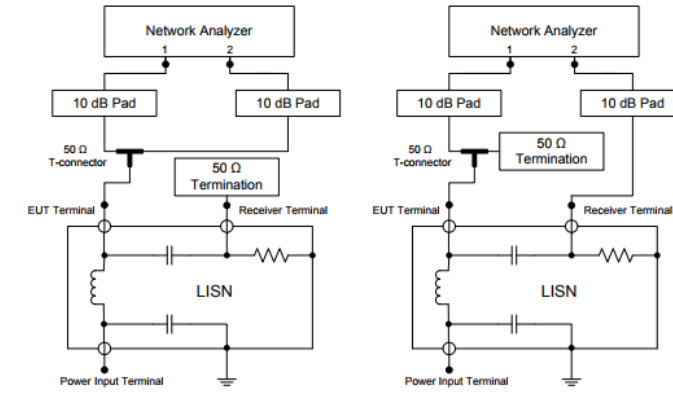 Network Analyzer
1 2
10 dB Pad
10 dB Pad
50 Ω
T-connector
50 Ω
Termination
EUT Terminal
Receiver Terminal
LISN
Power Input Terminal
Network Analyzer
1 2
10 dB Pad
10 dB Pad
50 Ω
T-connector
50 Ω
Termination
EUT Terminal
Receiver Terminal
LISN
Power Input Terminal